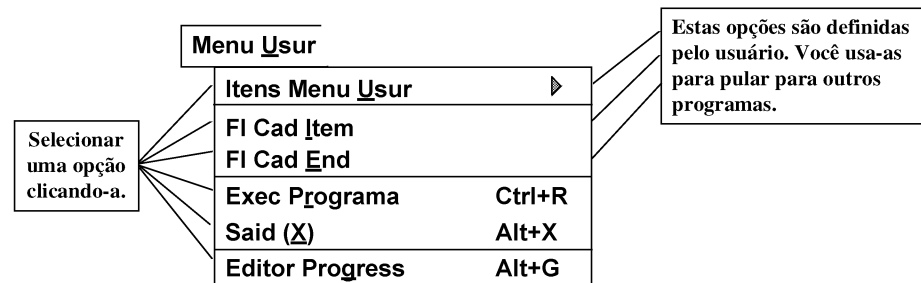 Menu Usur
Itens Menu Usur
Fl Cad Item
Fl Cad End
Exec Programa Ctrl+R
Said (X) Alt+X
Editor Progress Alt+G
Selecionar
uma opção
clicando-a.
Estas opções são definidas
pelo usuário. Você usa-as
para pular para outros
programas.